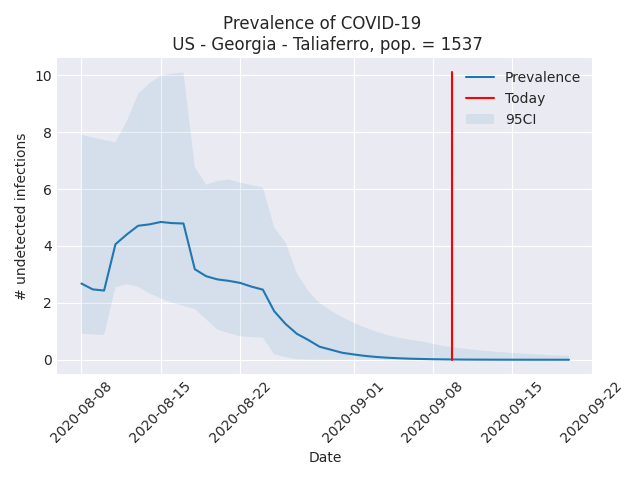 Prevalence of COVID-19
US - Georgia - Taliaferro, pop. = 1537
10
8
6
4
2
0
# undetected infections
Prevalence
Today
95CI
2020-08-08
2020-08-15
2020-08-22
2020-09-01
2020-09-08
2020-09-15
2020-09-22
Date